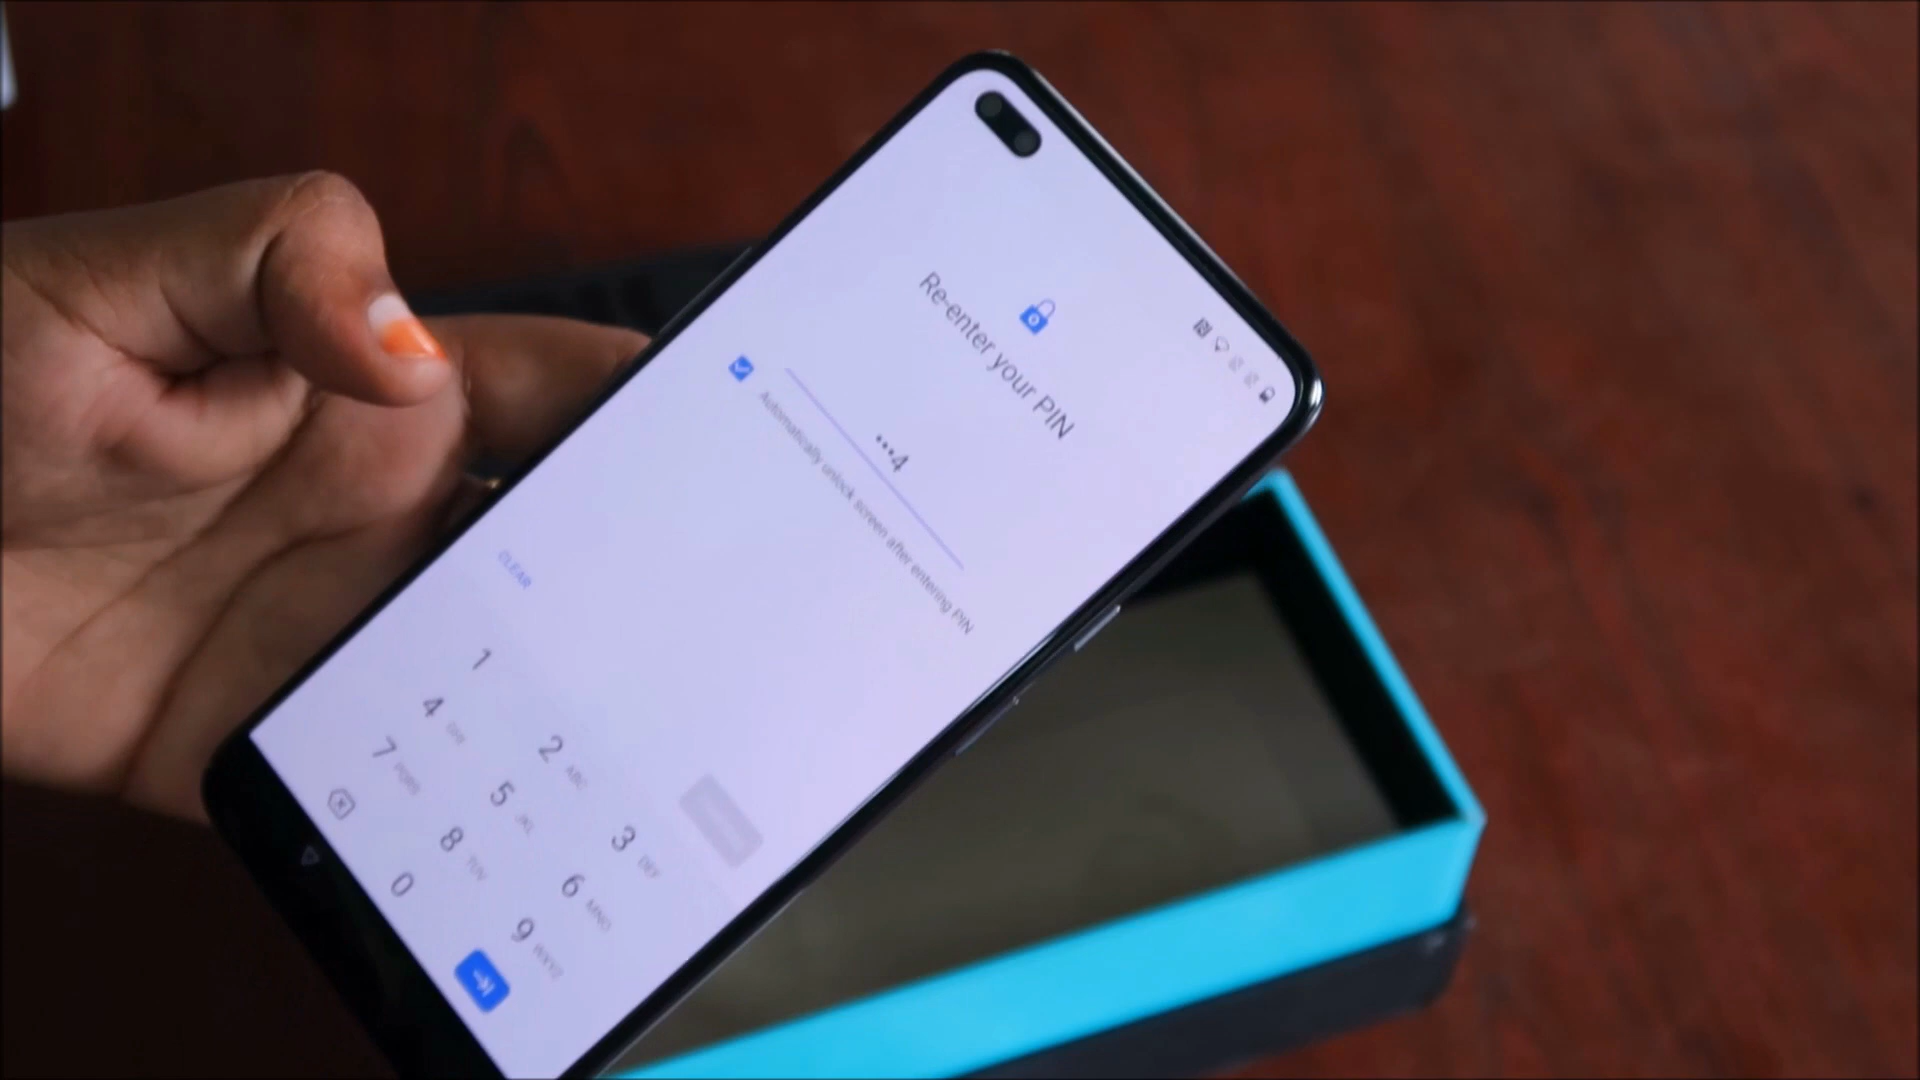 Re-enter your PIN
•••4
Automatically unlock screen after entering PIN
CLEAR
1
2 ABC
3 DEF
4 GHI
5 JKL
6 MNO
7 PQRS
8 TUV
9 WXYZ
0